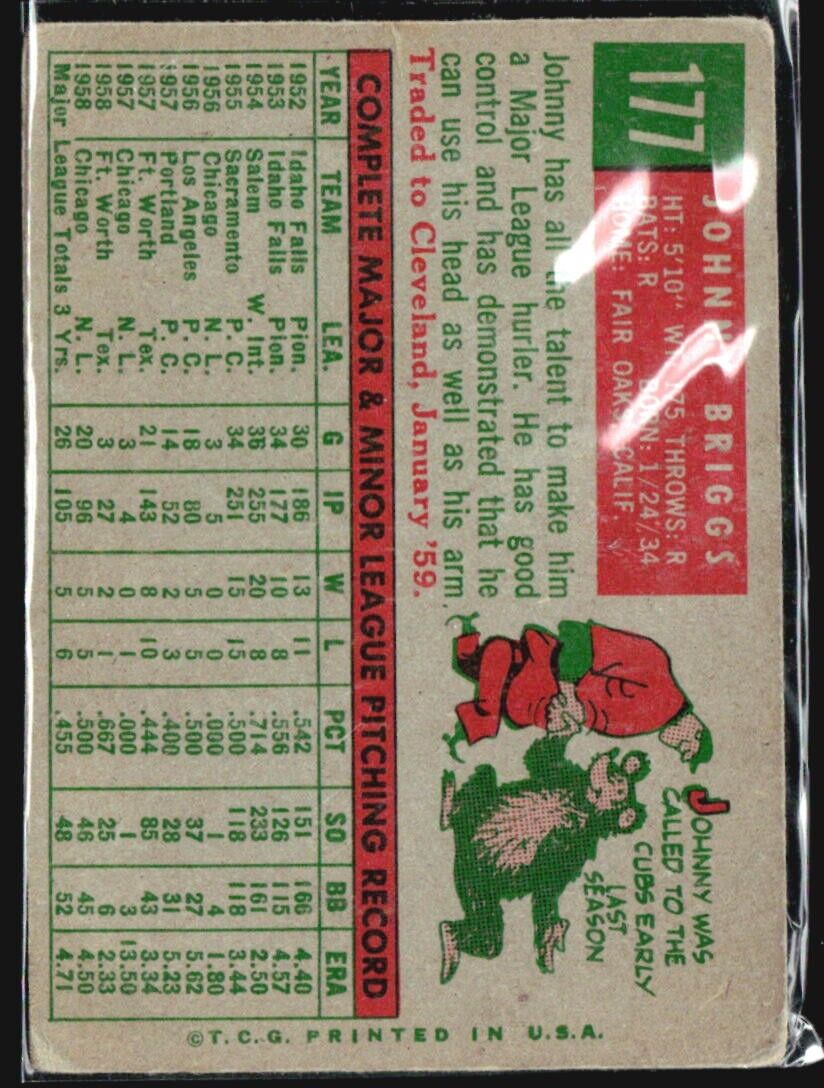 177
JOHNNY BRIGGS
HT: 5'10" WT: 175 THROWS: R
BATS: R BORN: 1/24/34
HOME: FAIR OAKS, CALIF.
Johnny has all the talent to make him
a Major League hurler. He has good
control and has demonstrated that he
can use his head as well as his arm.
Traded to Cleveland, January '59.
JOHNNY WAS
CALLED TO THE
CUBS EARLY
LAST
SEASON
COMPLETE MAJOR & MINOR LEAGUE PITCHING RECORD
YEAR TEAM LEA. G IP W L PCT SO BB ERA
1952 Idaho Falls Pion. 30 186 13 11 .542 151 166 4.40
1953 Idaho Falls Pion. 34 177 10 8 .556 126 115 4.57
1954 Salem W. Int. 38 255 20 8 .714 233 161 2.50
1955 Sacramento P. C. 34 251 15 15 .500 118 118 3.44
1956 Chicago N. L. 3 5 0 0 .000 1 4 1.80
1956 Los Angeles P. C. 18 80 5 5 .500 37 27 5.62
1957 Portland P. C. 14 52 2 3 .400 28 31 5.23
1957 Ft. Worth Tex. 21 143 8 10 .444 85 43 3.34
1957 Chicago N. L. 3 4 0 1 .000 1 3 13.50
1958 Ft. Worth Tex. 3 27 2 1 .667 25 6 2.33
1958 Chicago N. L. 20 96 5 5 .500 46 45 4.50
Major League Totals 3 Yrs. 26 105 5 6 .455 48 52 4.71
©T.C.G. PRINTED IN U.S.A.